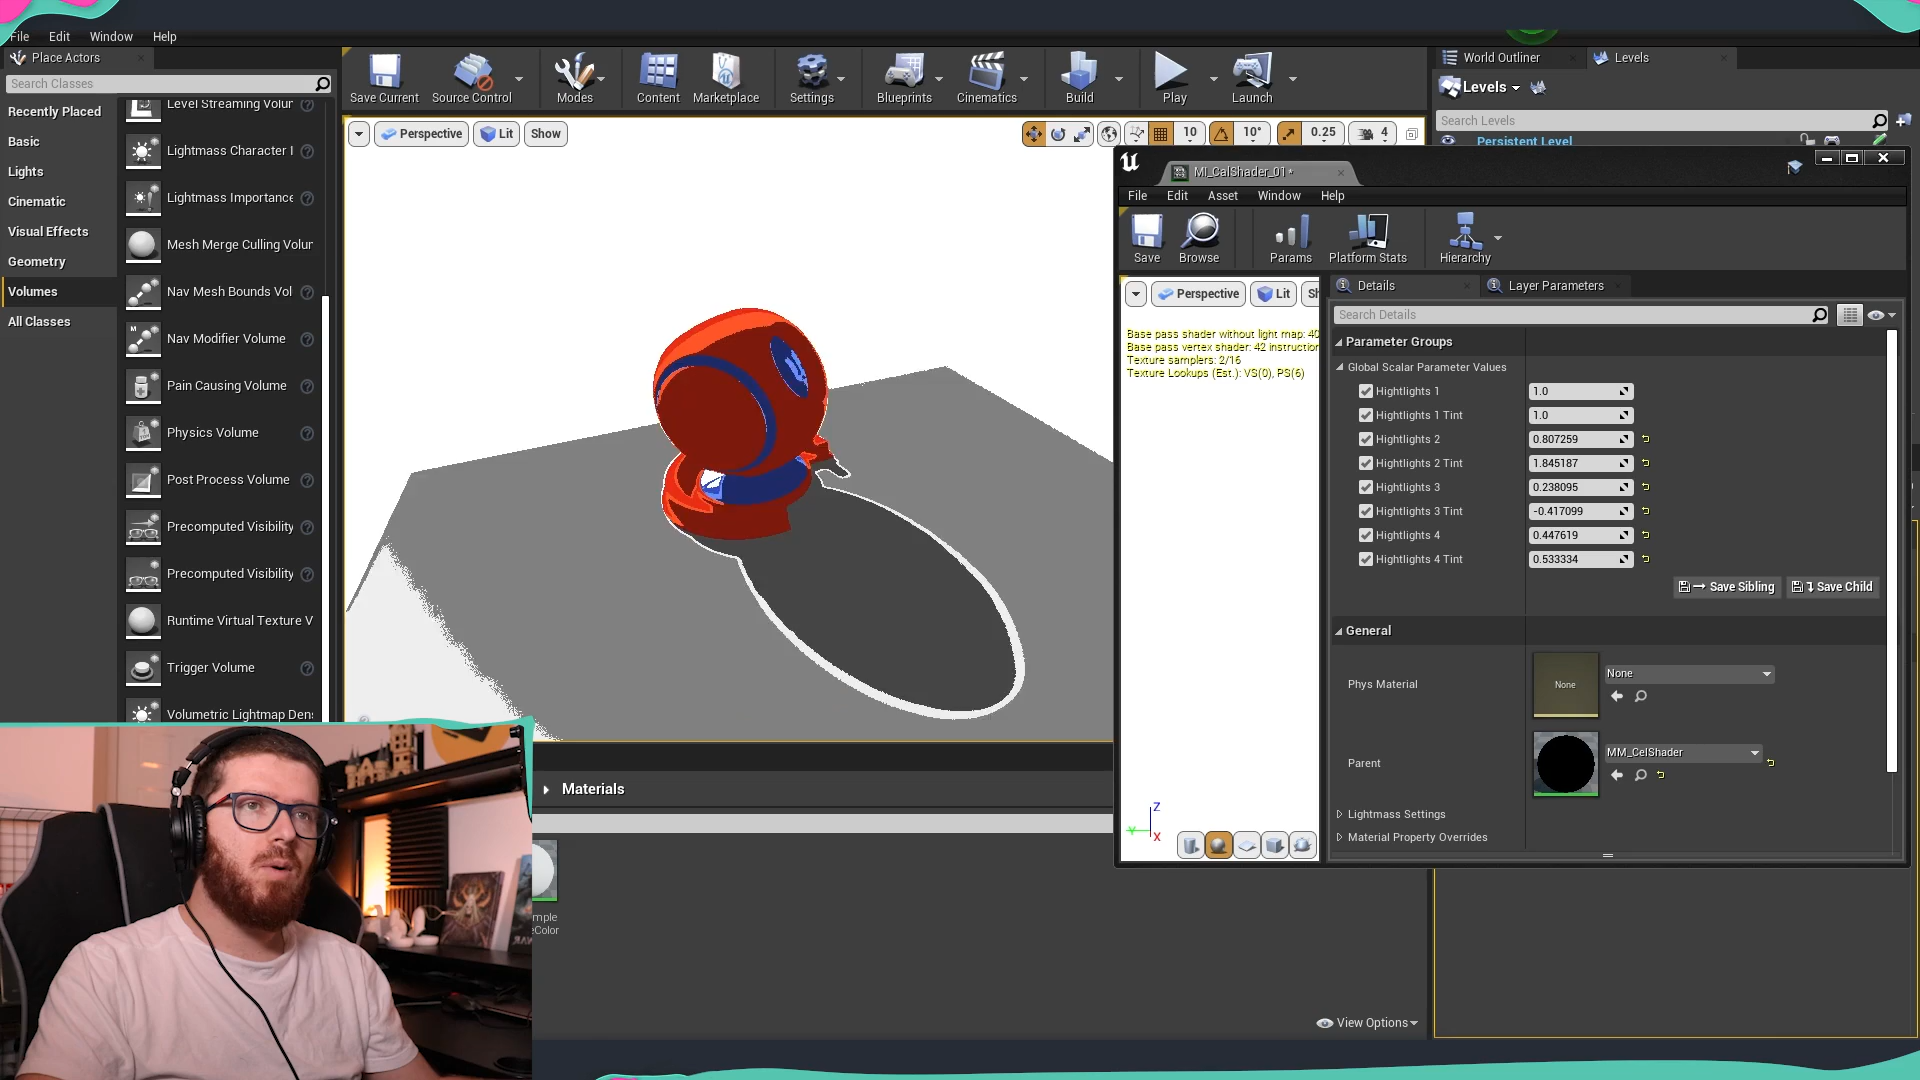 File Edit Window Help
Place Actors
Search Classes
Recently Placed
Basic
Lights
Cinematic
Visual Effects
Geometry
Volumes
All Classes
Level Streaming Volur
Lightmass Character I
Lightmass Importance
Mesh Merge Culling Volur
Nav Mesh Bounds Vol
Nav Modifier Volume
Pain Causing Volume
Physics Volume
Post Process Volume
Precomputed Visibility
Precomputed Visibility
Runtime Virtual Texture V
Trigger Volume
Volumetric Lightmap Den
Save Current
Source Control
Modes
Content
Marketplace
Settings
Blueprints
Cinematics
Build
Play
Launch
Perspective
Lit
Show
10
10°
0.25
4
World Outliner
Levels
Levels
Search Levels
Persistent Level
MI_CalShader_01*
File Edit Asset Window Help
Save
Browse
Params
Platform Stats
Hierarchy
Perspective
Lit
Sh
Base pass shader without light map: 40
Base pass vertex shader: 42 instruction
Texture samplers: 2/16
Texture Lookups (Est.): VS(0), PS(6)
Z
Y
X
Details
Layer Parameters
Search Details
Parameter Groups
Global Scalar Parameter Values
Hightlights 1 1.0
Hightlights 1 Tint 1.0
Hightlights 2 0.807259
Hightlights 2 Tint 1.845187
Hightlights 3 0.238095
Hightlights 3 Tint -0.417099
Hightlights 4 0.447619
Hightlights 4 Tint 0.533334
Save Sibling
Save Child
General
Phys Material
None
None
Parent
MM_CelShader
Lightmass Settings
Material Property Overrides
Materials
mple
eColor
View Options